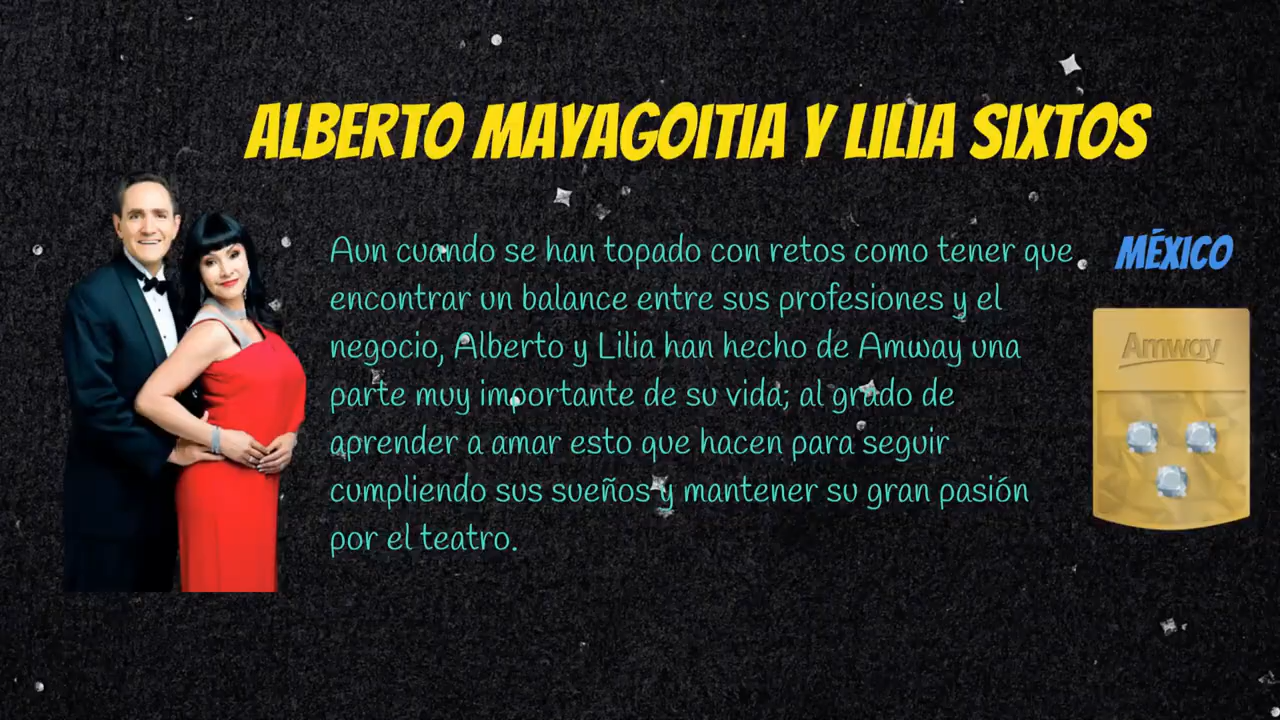 ALBERTO MAYAGOITIA Y LILIA SIXTOS
Aun cuando se han topado con retos como tener que
encontrar un balance entre sus profesiones y el
negocio, Alberto y Lilia han hecho de Amway una
parte muy importante de su vida; al grado de
aprender a amar esto que hacen para seguir
cumpliendo sus sueños y mantener su gran pasión
por el teatro.
MÉXICO
Amway